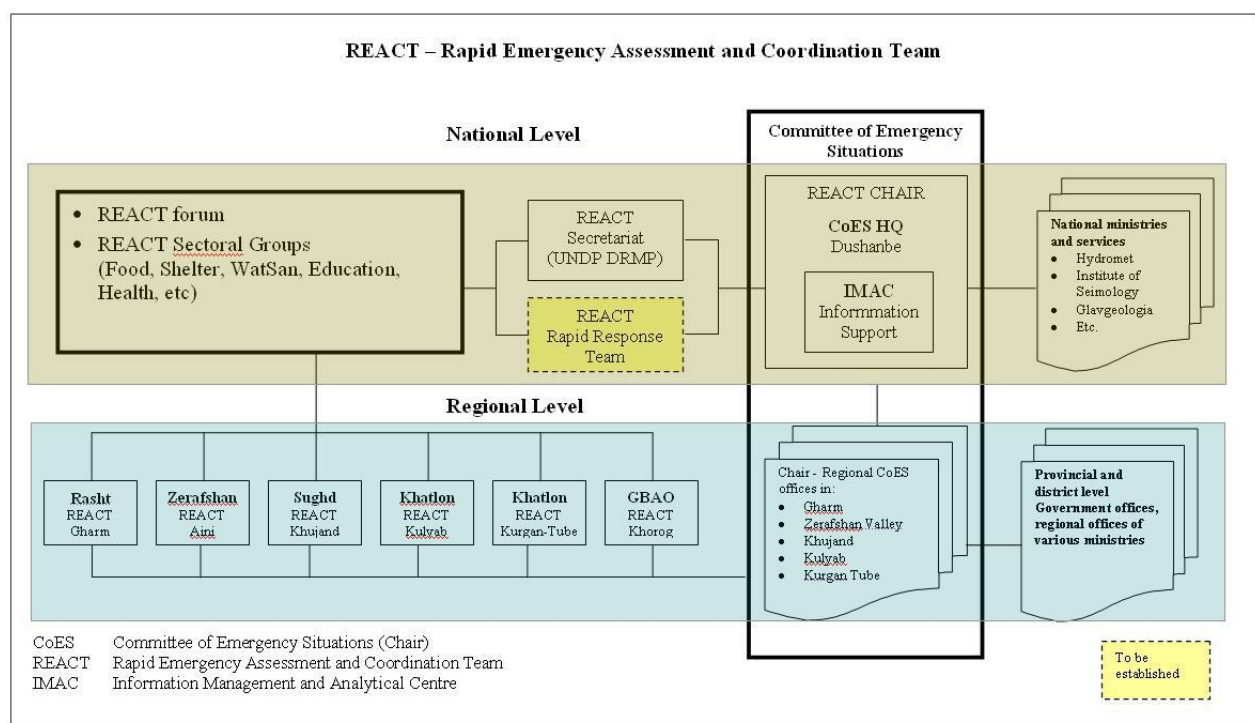 REACT – Rapid Emergency Assessment and Coordination Team
National Level
Committee of Emergency
Situations
• REACT forum
• REACT Sectoral Groups
(Food, Shelter, WatSan, Education,
Health, etc)
REACT
Secretariat
(UNDP DRMP)
REACT
Rapid Response
Team
REACT CHAIR
CoES HQ
Dushanbe
IMAC
Informmation
Support
National ministries
and services
• Hydromet
• Institute of
Seimology
• Glavgeologia
• Etc.
Regional Level
Rasht
REACT
Gharm
Zerafshan
REACT
Aini
Sughd
REACT
Khujand
Khatlon
REACT
Kulyab
Khatlon
REACT
Kurgan-Tube
GBAO
REACT
Khorog
Chair - Regional CoES
offices in:
• Gharm
• Zerafshan Valley
• Khujand
• Kulyab
• Kurgan Tube
Provincial and
district level
Government offices,
regional offices of
various ministries
CoES Committee of Emergency Situations (Chair)
REACT Rapid Emergency Assessment and Coordination Team
IMAC Information Management and Analytical Centre
To be
established